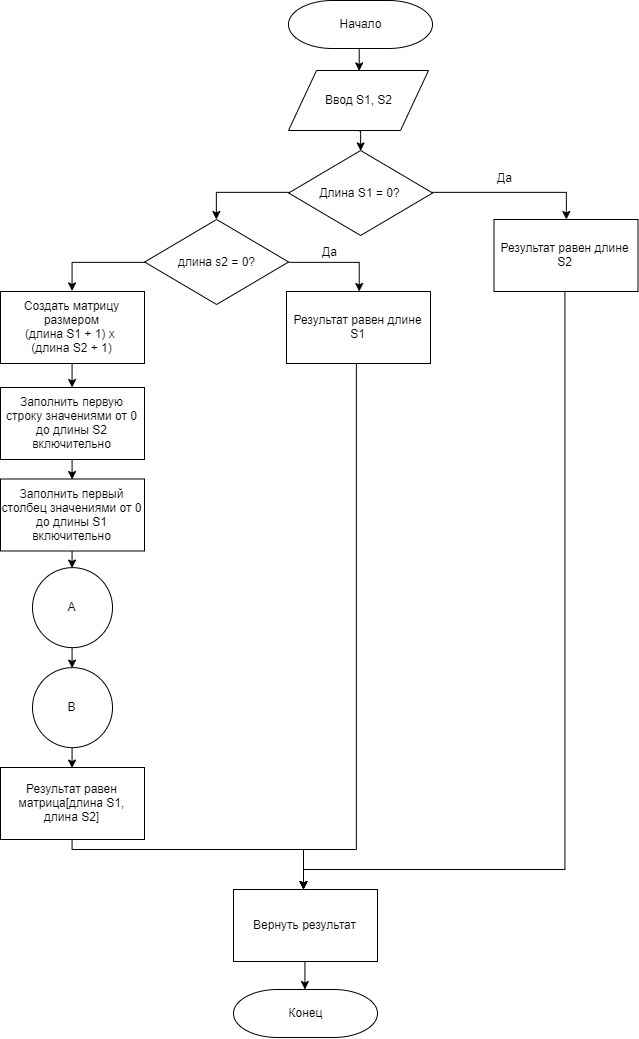 Начало
Ввод S1, S2
Длина S1 = 0?
Да
длина s2 = 0?
Да
Результат равен длине
S2
Создать матрицу
размером
(длина S1 + 1) x
(длина S2 + 1)
Результат равен длине
S1
Заполнить первую
строку значениями от 0
до длины S2
включительно
Заполнить первый
столбец значениями от 0
до длины S1
включительно
A
B
Результат равен
матрица[длина S1,
длина S2]
Вернуть результат
Конец